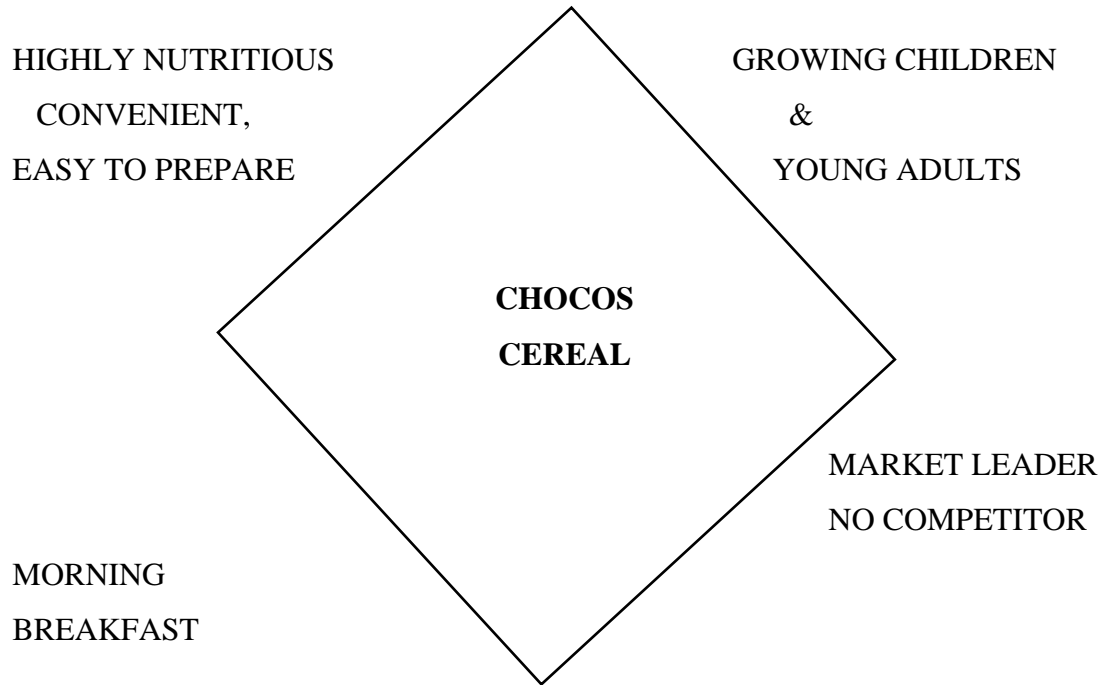 HIGHLY NUTRITIOUS
CONVENIENT,
EASY TO PREPARE
GROWING CHILDREN
&
YOUNG ADULTS
CHOCOS
CEREAL
MARKET LEADER
NO COMPETITOR
MORNING
BREAKFAST